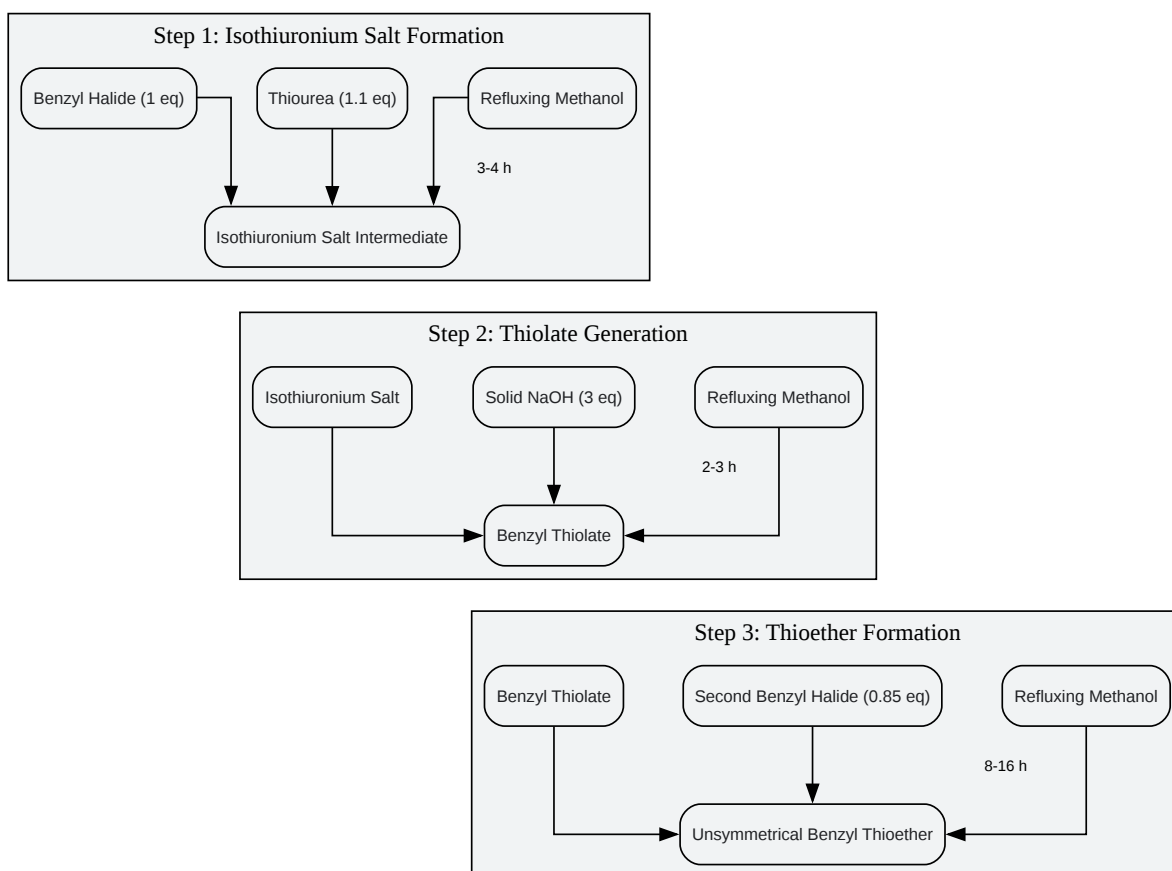 Step 1: Isothiuronium Salt Formation
Benzyl Halide (1 eq)
Thiourea (1.1 eq)
Refluxing Methanol
3-4 h
Isothiuronium Salt Intermediate
Step 2: Thiolate Generation
Isothiuronium Salt
Solid NaOH (3 eq)
Refluxing Methanol
2-3 h
Benzyl Thiolate
Step 3: Thioether Formation
Benzyl Thiolate
Second Benzyl Halide (0.85 eq)
Refluxing Methanol
8-16 h
Unsymmetrical Benzyl Thioether